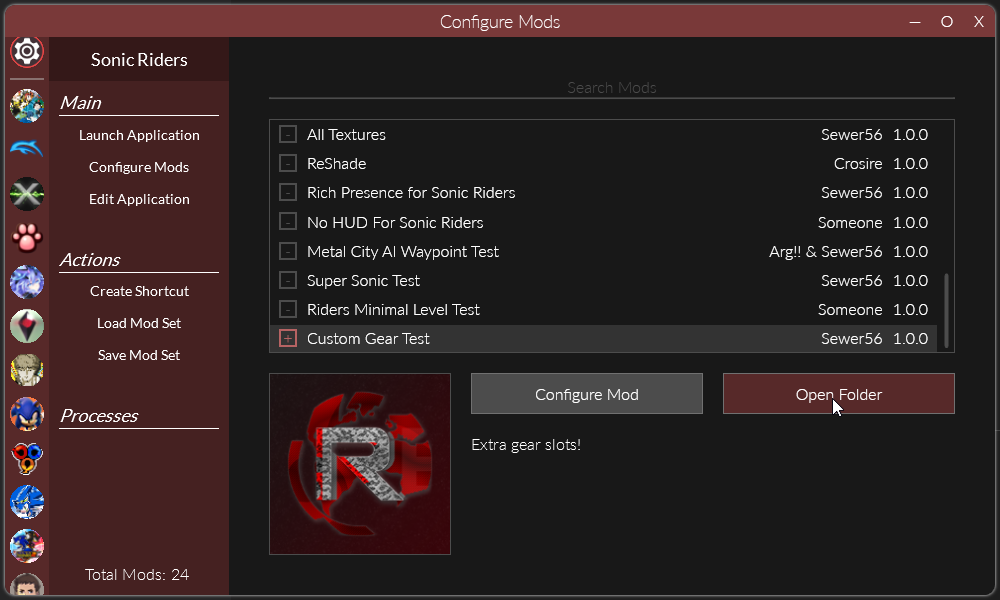 Configure Mods
Sonic Riders
Main
Launch Application
Configure Mods
Edit Application
Actions
Create Shortcut
Load Mod Set
Save Mod Set
Processes
Total Mods: 24
Search Mods
All Textures Sewer56 1.0.0
ReShade Crosire 1.0.0
Rich Presence for Sonic Riders Sewer56 1.0.0
No HUD For Sonic Riders Someone 1.0.0
Metal City AI Waypoint Test Arg!! & Sewer56 1.0.0
Super Sonic Test Sewer56 1.0.0
Riders Minimal Level Test Someone 1.0.0
Custom Gear Test Sewer56 1.0.0
R
Configure Mod
Open Folder
Extra gear slots!